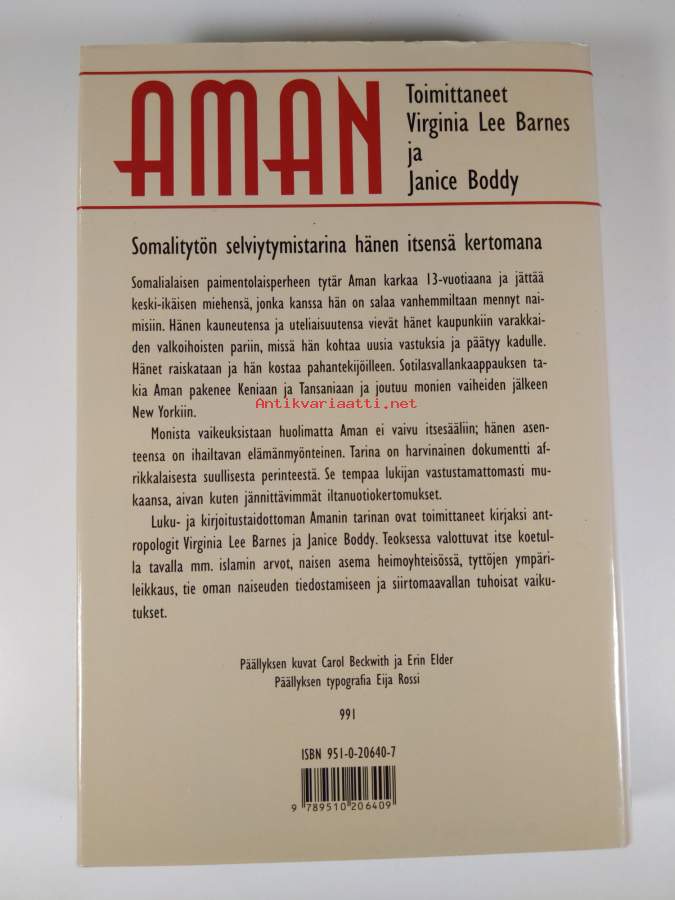 AMAN
Toimittaneet
Virginia Lee Barnes
ja
Janice Boddy
Somalitytön selviytymistarina hänen itsensä kertomana
Somalialaisen paimentolaisperheen tytär Aman karkaa 13-vuotiaana ja jättää
keski-ikäisen miehensä, jonka kanssa hän on salaa vanhemmiltaan mennyt nai-
misiin. Hänen kauneutensa ja uteliaisuutensa vievät hänet kaupunkiin varakkai-
den valkoihoisten pariin, missä hän kohtaa uusia vastuksia ja päätyy kadulle.
Hänet raiskataan ja hän kostaa pahantekijöilleen. Sotilasvallankaappauksen ta-
kia Aman pakenee Keniaan ja Tansaniaan ja joutuu monien vaiheiden jälkeen
New Yorkiin.
Antikvariaatti.net
Monista vaikeuksistaan huolimatta Aman ei vaivu itsesääliin; hänen asen-
teensa on ihailtavan elämänmyönteinen. Tarina on harvinainen dokumentti af-
rikkalaisesta suullisesta perinteestä. Se tempaa lukijan vastustamattomasti mu-
kaansa, aivan kuten jännittävimmät iltanuotiokertomukset.
Luku- ja kirjoitustaidottoman Amanin tarinan ovat toimittaneet kirjaksi ant-
ropologit Virginia Lee Barnes ja Janice Boddy. Teoksessa valottuvat itse koetul-
la tavalla mm. islamin arvot, naisen asema heimoyhteisössä, tyttöjen ympäri-
leikkaus, tie oman naiseuden tiedostamiseen ja siirtomaavallan tuhoisat vaiku-
tukset.
Päällyksen kuvat Carol Beckwith ja Erin Elder
Päällyksen typografia Eija Rossi
991
ISBN 951-0-20640-7
9 789510 206409